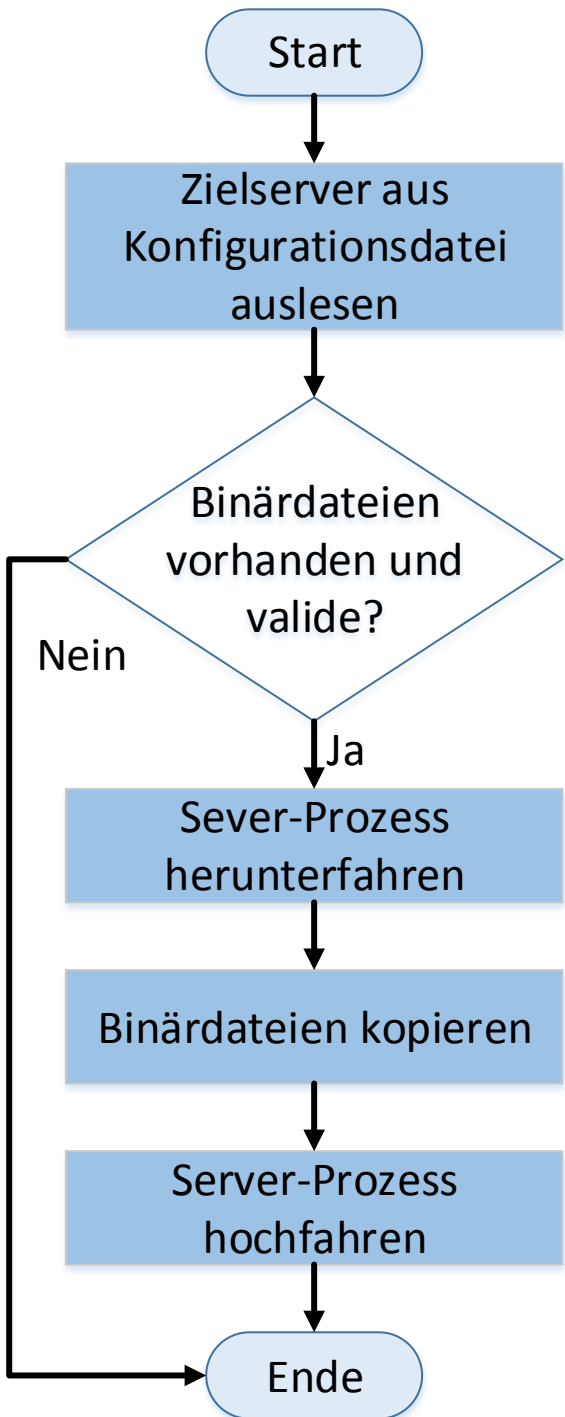 Start
Zielserver aus
Konfigurationsdatei
auslesen
Binärdateien
vorhanden und
valide?
Nein
Ja
Sever-Prozess
herunterfahren
Binärdateien kopieren
Server-Prozess
hochfahren
Ende